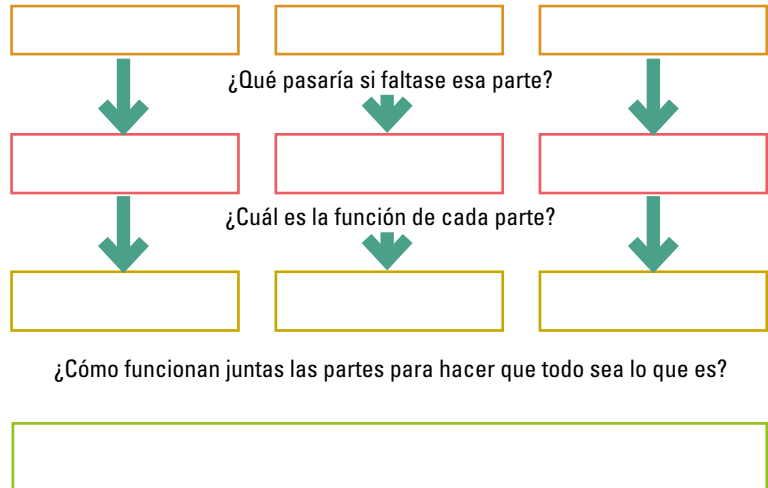 ¿Qué pasaría si faltase esa parte?
¿Cuál es la función de cada parte?
¿Cómo funcionan juntas las partes para hacer que todo sea lo que es?